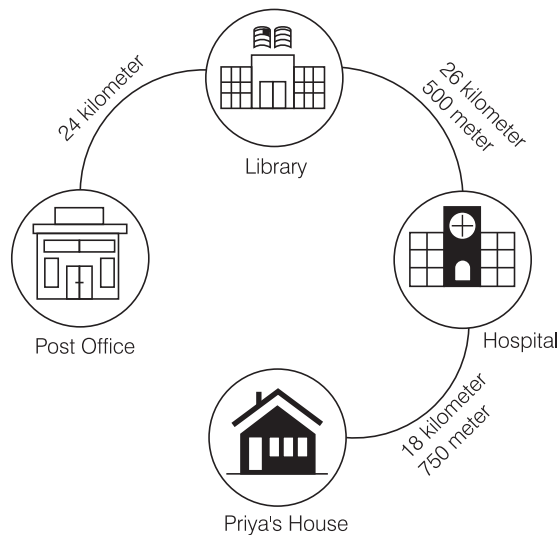 24 kilometer
26 kilometer
500 meter
Library
Post Office
Hospital
18 kilometer
750 meter
Priya's House